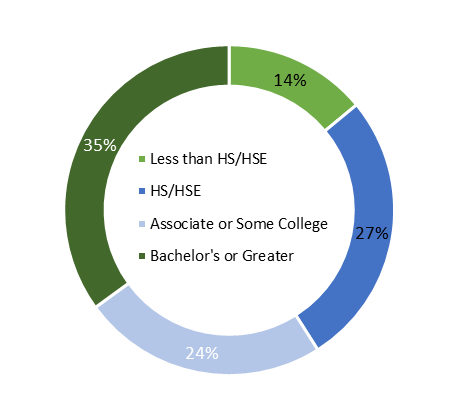 14%
35%
Less than HS/HSE
HS/HSE
Associate or Some College
27%
Bachelor's or Greater
24%